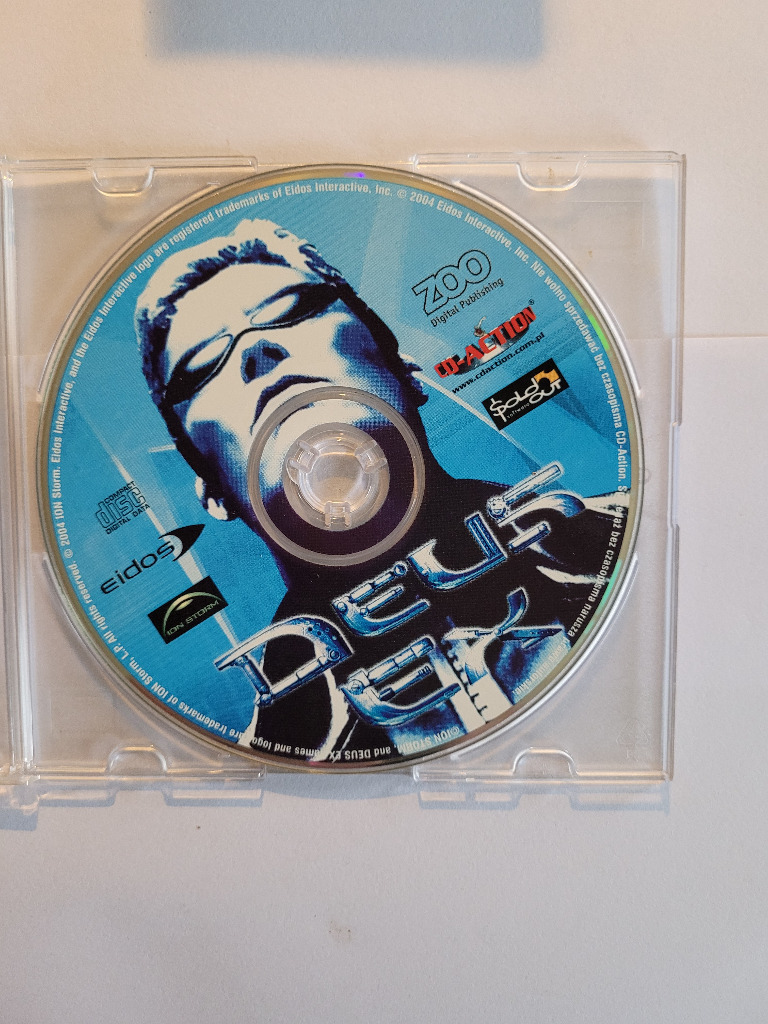 © 2004 ION Storm. Eidos Interactive, and the Eidos Interactive logo are registered trademarks of Eidos Interactive, Inc. © 2004 Eidos Interactive, Inc. Nie wolno sprzedawać bez czasopisma CD-Action. bez czasopisma narusza
ZOO
Digital Publishing
CD-ACTION®
www.cdaction.com.pl
SOLD OUT
software
COMPACT
disc
DIGITAL DATA
eidos
ION STORM
DEUS
EX
ION STORM, and DEUS EX and logo are trademarks of ION Storm, L.P. All rights reserved.